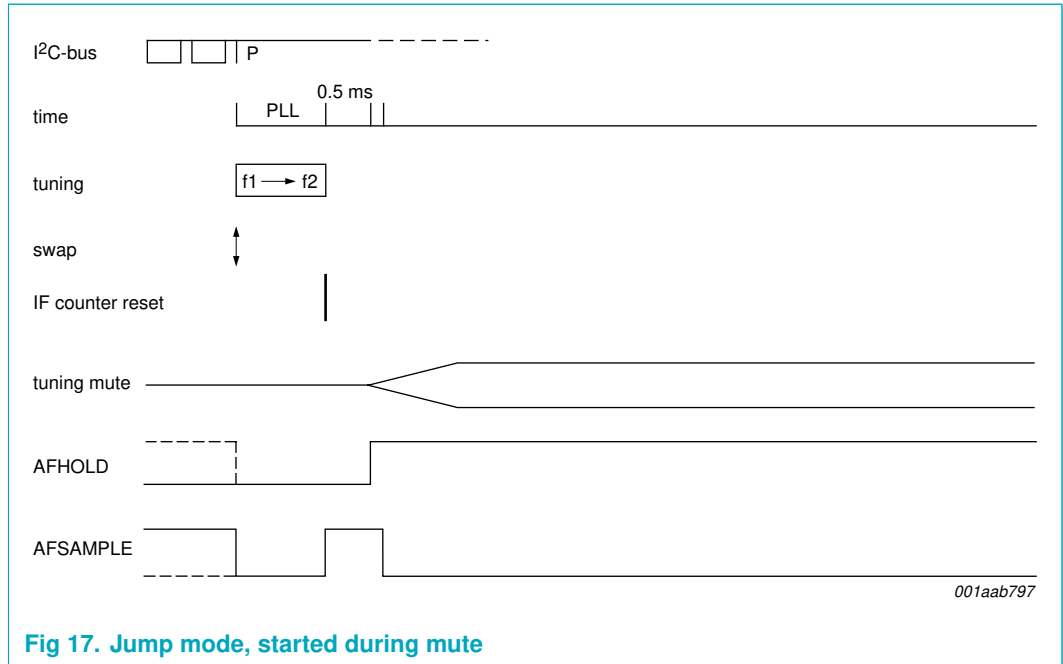 I²C-bus
P
0.5 ms
time
PLL
tuning
f1 → f2
swap
IF counter reset
tuning mute
AFHOLD
AFSAMPLE
001aab797
Fig 17. Jump mode, started during mute